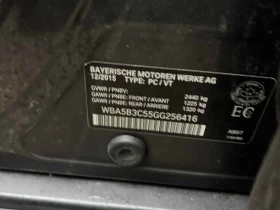 BAYERISCHE MOTOREN WERKE AG
12/2015 TYPE: PC / VT
GVWR / PNBV: 2440 kg
GAWR / PNBE: FRONT / AVANT 1225 kg
GAWR / PNBE: REAR / ARRIERE 1320 kg
WBA5B3C55GG256416
EC